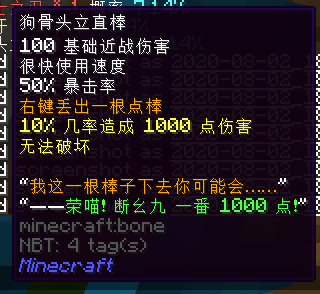 狗骨头立直棒
100 基础近战伤害
很快使用速度
50% 暴击率
右键丢出一根点棒
10% 几率造成 1000 点伤害
无法破坏
“我这一根棒子下去你可能会……”
“——荣喵! 断幺九 一番 1000 点!”
minecraft:bone
NBT: 4 tag(s)
Minecraft